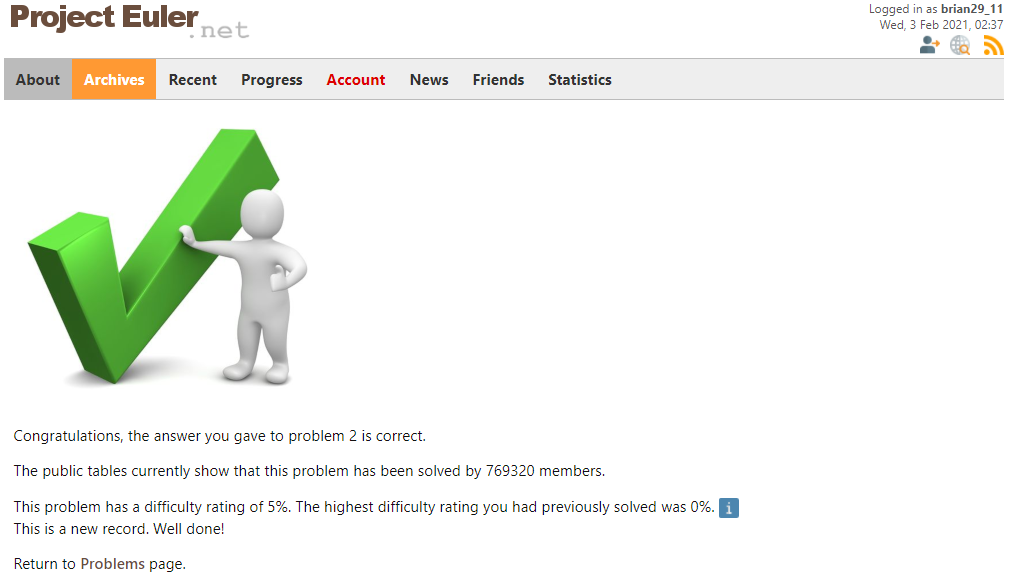 Project Euler
.net
Logged in as brian29_11
Wed, 3 Feb 2021, 02:37
About Archives Recent Progress Account News Friends Statistics
Congratulations, the answer you gave to problem 2 is correct.
The public tables currently show that this problem has been solved by 769320 members.
This problem has a difficulty rating of 5%. The highest difficulty rating you had previously solved was 0%. i
This is a new record. Well done!
Return to Problems page.